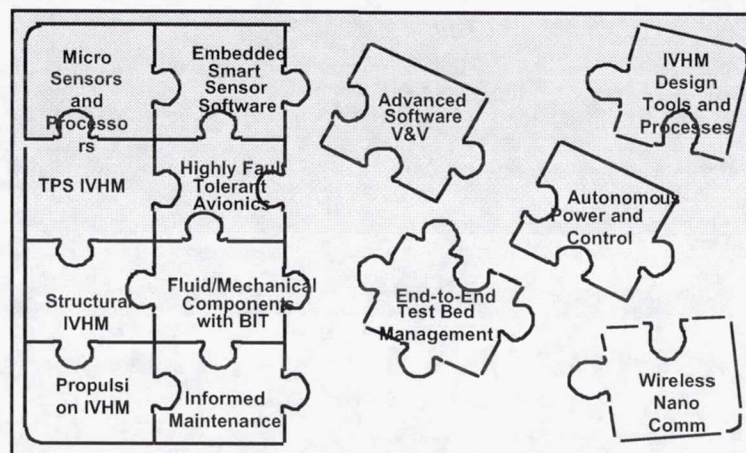 Micro
Sensors
and
Processo
rs
Embedded
Smart
Sensor
Software
TPS IVHM
Highly Fault
Tolerant
Avionics
Structural
IVHM
Fluid/Mechanical
Components
with BIT
Propulsi
on IVHM
Informed
Maintenance
Advanced
Software
V&V
End-to-End
Test Bed
Management
IVHM
Design
Tools and
Processes
Autonomous
Power and
Control
Wireless
Nano
Comm